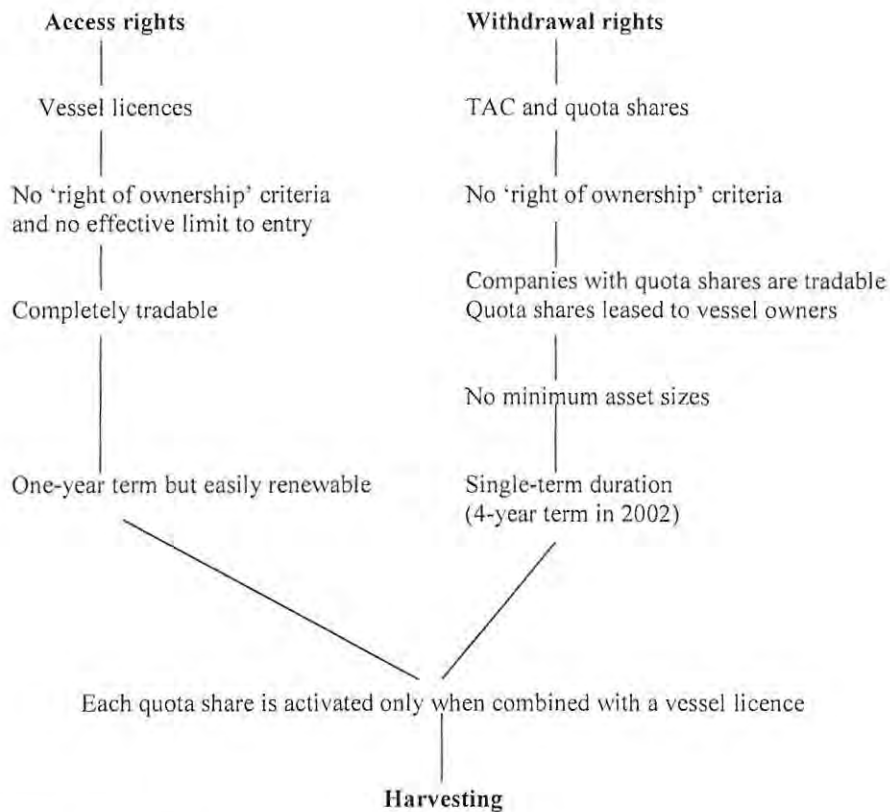 Access rights
Vessel licences
No 'right of ownership' criteria
and no effective limit to entry
Completely tradable
One-year term but easily renewable
Withdrawal rights
TAC and quota shares
No 'right of ownership' criteria
Companies with quota shares are tradable
Quota shares leased to vessel owners
No minimum asset sizes
Single-term duration
(4-year term in 2002)
Each quota share is activated only when combined with a vessel licence
Harvesting